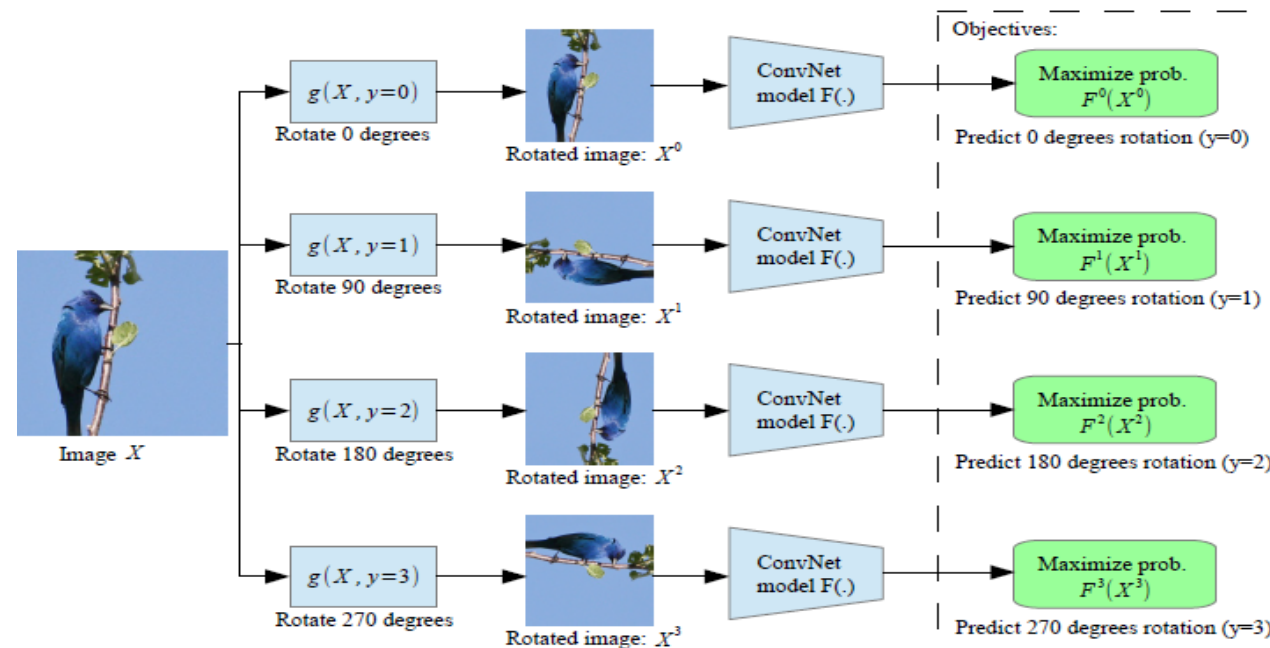 Objectives:
g(X, y=0)
Rotate 0 degrees
Rotated image: X⁰
ConvNet
model F(.)
Maximize prob.
F⁰(X⁰)
Predict 0 degrees rotation (y=0)
g(X, y=1)
Rotate 90 degrees
Rotated image: X¹
ConvNet
model F(.)
Maximize prob.
F¹(X¹)
Predict 90 degrees rotation (y=1)
Image X
g(X, y=2)
Rotate 180 degrees
Rotated image: X²
ConvNet
model F(.)
Maximize prob.
F²(X²)
Predict 180 degrees rotation (y=2)
g(X, y=3)
Rotate 270 degrees
Rotated image: X³
ConvNet
model F(.)
Maximize prob.
F³(X³)
Predict 270 degrees rotation (y=3)